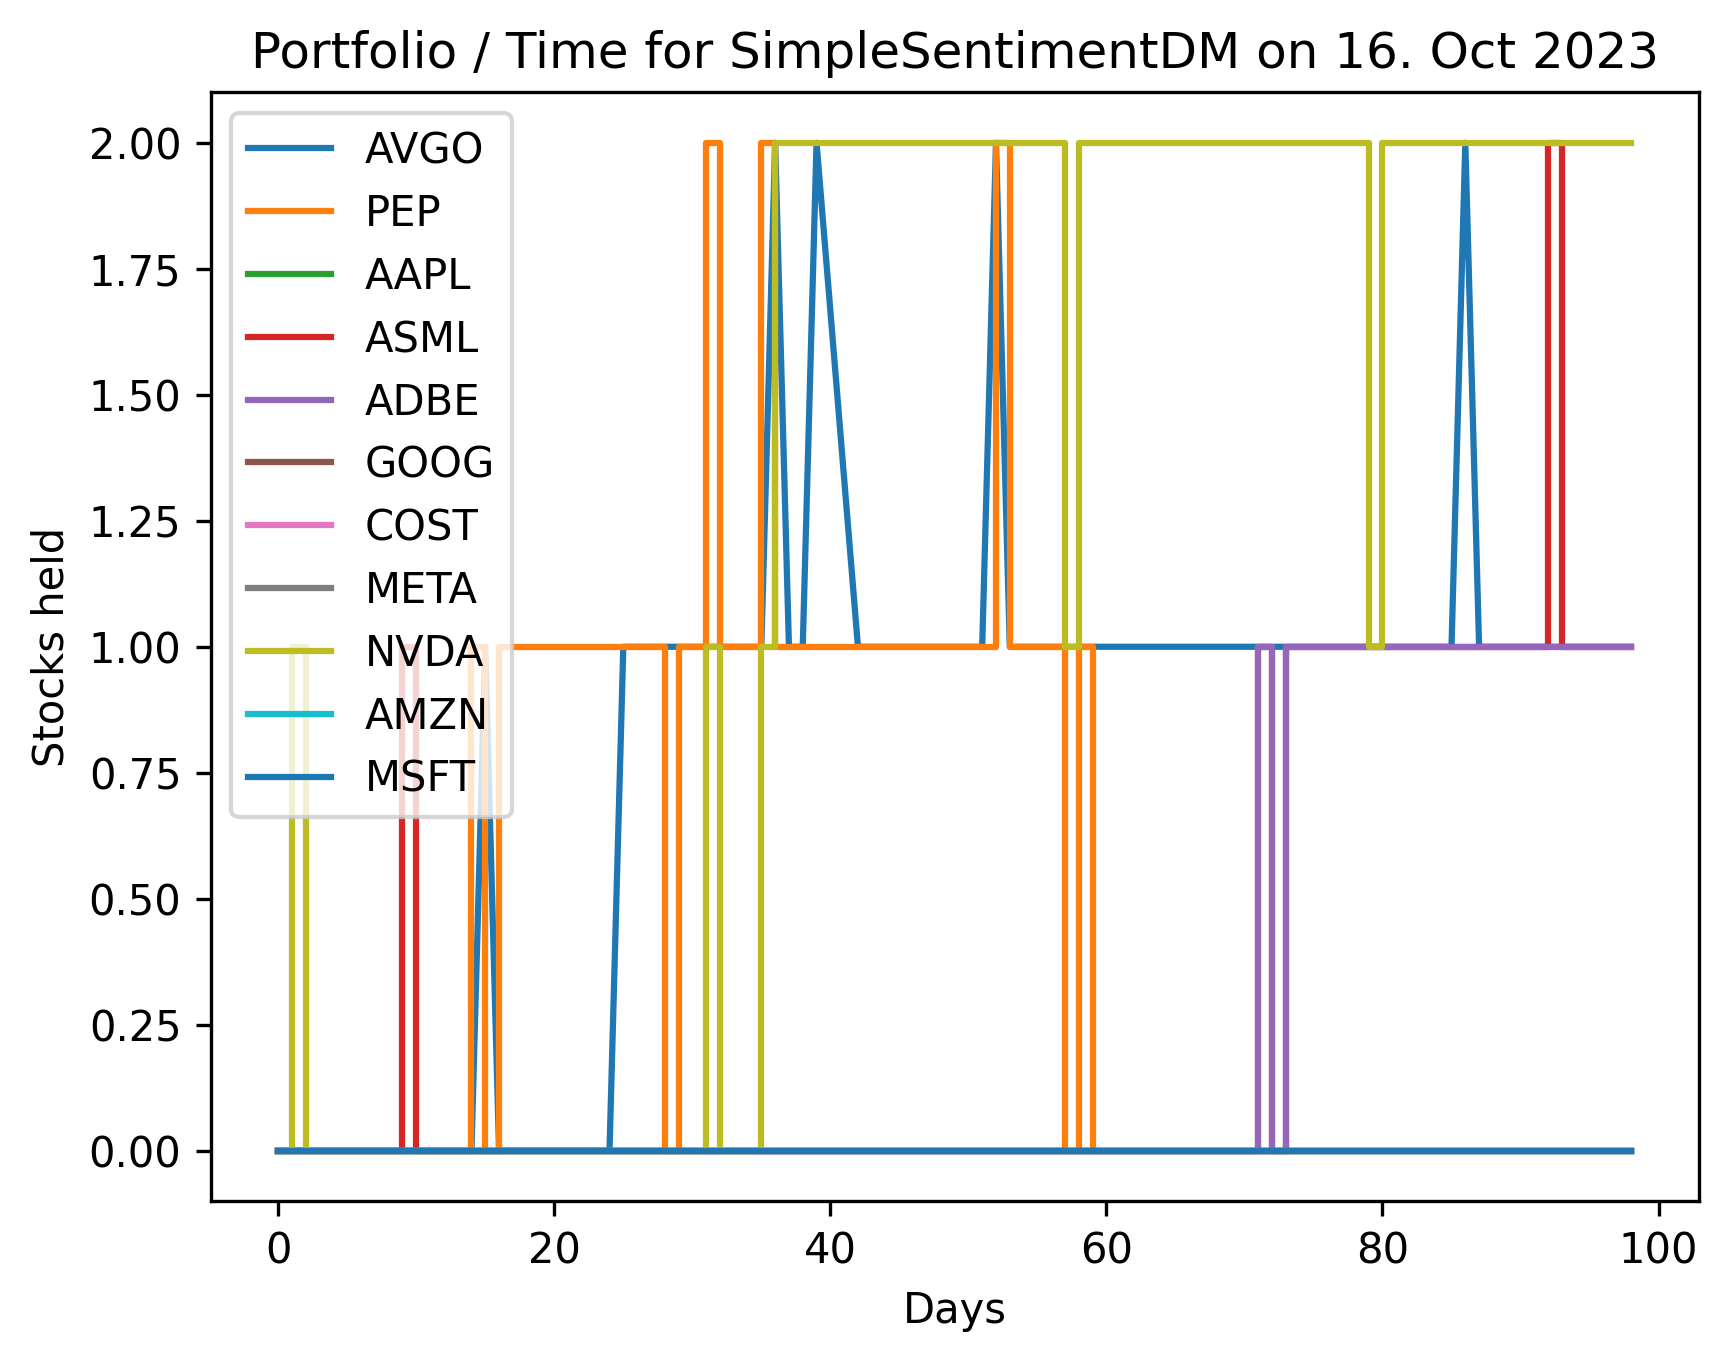 Portfolio / Time for SimpleSentimentDM on 16. Oct 2023
AVGO
PEP
AAPL
ASML
ADBE
GOOG
COST
META
NVDA
AMZN
MSFT
Stocks held
2.00
1.75
1.50
1.25
1.00
0.75
0.50
0.25
0.00
0 20 40 60 80 100
Days